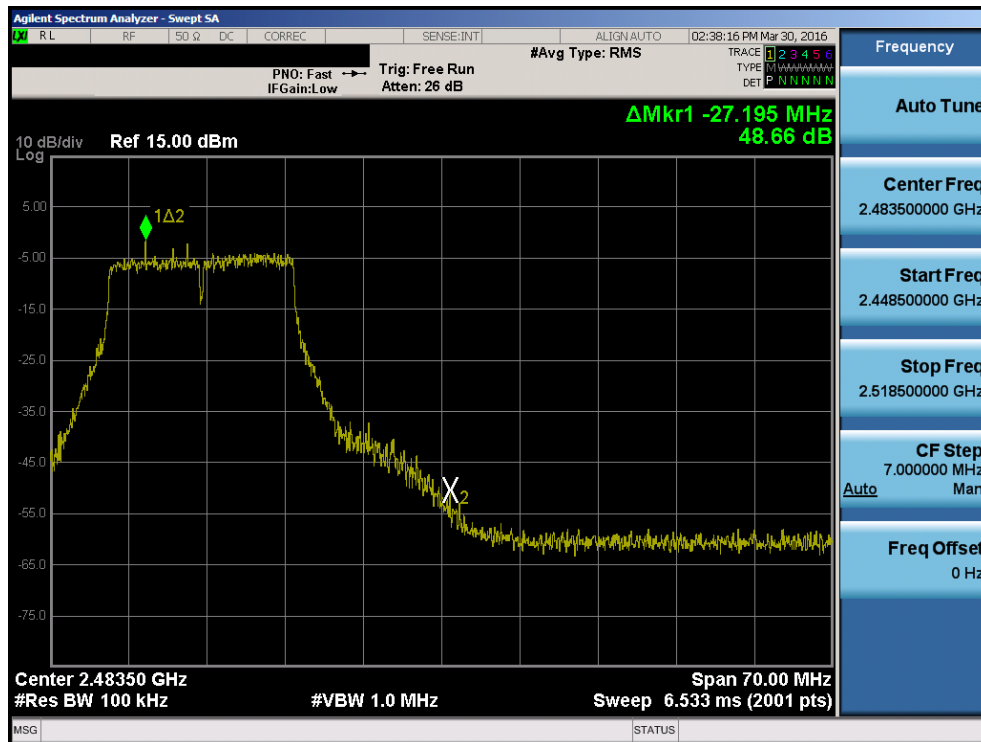 Agilent Spectrum Analyzer - Swept SA
LXI RL RF 50 Ω DC CORREC SENSE:INT ALIGN AUTO 02:38:16 PM Mar 30, 2016
Frequency
#Avg Type: RMS
TRACE 1 2 3 4 5 6
TYPE MWWWWW
DET P N N N N N
PNO: Fast
IFGain:Low
Trig: Free Run
Atten: 26 dB
Auto Tune
ΔMkr1 -27.195 MHz
48.66 dB
10 dB/div Ref 15.00 dBm
Log
5.00
-5.00
-15.0
-25.0
-35.0
-45.0
-55.0
-65.0
-75.0
1Δ2
X2
Center Freq
2.483500000 GHz
Start Freq
2.448500000 GHz
Stop Freq
2.518500000 GHz
CF Step
7.000000 MHz
Auto Man
Freq Offset
0 Hz
Center 2.48350 GHz Span 70.00 MHz
#Res BW 100 kHz #VBW 1.0 MHz Sweep 6.533 ms (2001 pts)
MSG STATUS